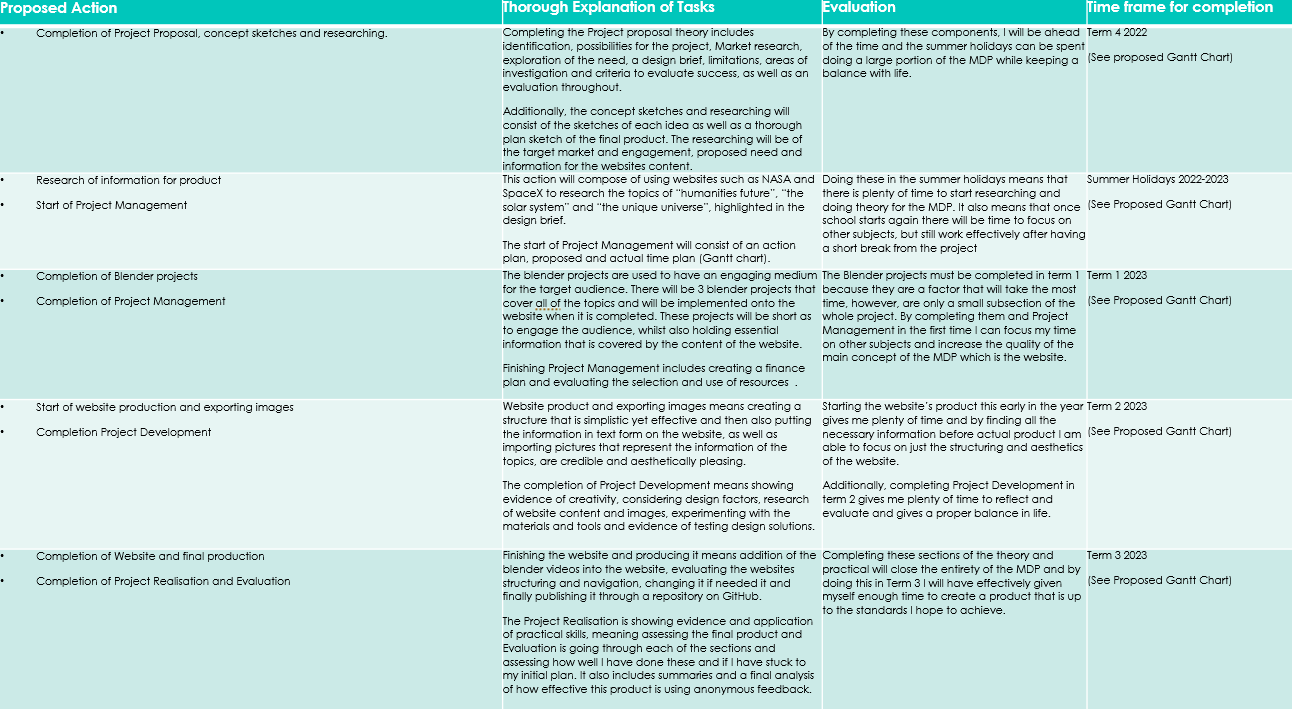 Proposed Action
Thorough Explanation of Tasks
Evaluation
Time frame for completion
• Completion of Project Proposal, concept sketches and researching.
Completing the Project proposal theory includes
identification, possibilities for the project, Market research,
exploration of the need, a design brief, limitations, areas of
investigation and criteria to evaluate success, as well as an
evaluation throughout.
Additionally, the concept sketches and researching will
consist of the sketches of each idea as well as a thorough
plan sketch of the final product. The researching will be of
the target market and engagement, proposed need and
information for the websites content.
By completing these components, I will be ahead
of the time and the summer holidays can be spent
doing a large portion of the MDP while keeping a
balance with life.
Term 4 2022
(See proposed Gantt Chart)
• Research of information for product
• Start of Project Management
This action will compose of using websites such as NASA and
SpaceX to research the topics of “humanities future”, “the
solar system” and “the unique universe”, highlighted in the
design brief.
The start of Project Management will consist of an action
plan, proposed and actual time plan (Gantt chart).
Doing these in the summer holidays means that
there is plenty of time to start researching and
doing theory for the MDP. It also means that once
school starts again there will be time to focus on
other subjects, but still work effectively after having
a short break from the project
Summer Holidays 2022-2023
(See Proposed Gantt Chart)
• Completion of Blender projects
• Completion of Project Management
The blender projects are used to have an engaging medium
for the target audience. There will be 3 blender projects that
cover all of the topics and will be implemented onto the
website when it is completed. These projects will be short as
to engage the audience, whilst also holding essential
information that is covered by the content of the website.
Finishing Project Management includes creating a finance
plan and evaluating the selection and use of resources .
The Blender projects must be completed in term 1
because they are a factor that will take the most
time, however, are only a small subsection of the
whole project. By completing them and Project
Management in the first time I can focus my time
on other subjects and increase the quality of the
main concept of the MDP which is the website.
Term 1 2023
(See Proposed Gantt Chart)
• Start of website production and exporting images
• Completion Project Development
Website product and exporting images means creating a
structure that is simplistic yet effective and then also putting
the information in text form on the website, as well as
importing pictures that represent the information of the
topics, are credible and aesthetically pleasing.
The completion of Project Development means showing
evidence of creativity, considering design factors, research
of website content and images, experimenting with the
materials and tools and evidence of testing design solutions.
Starting the website’s product this early in the year
gives me plenty of time and by finding all the
necessary information before actual product I am
able to focus on just the structuring and aesthetics
of the website.
Additionally, completing Project Development in
term 2 gives me plenty of time to reflect and
evaluate and gives a proper balance in life.
Term 2 2023
(See Proposed Gantt Chart)
• Completion of Website and final production
• Completion of Project Realisation and Evaluation
Finishing the website and producing it means addition of the
blender videos into the website, evaluating the websites
structuring and navigation, changing it if needed it and
finally publishing it through a repository on GitHub.
The Project Realisation is showing evidence and application
of practical skills, meaning assessing the final product and
Evaluation is going through each of the sections and
assessing how well I have done these and if I have stuck to
my initial plan. It also includes summaries and a final analysis
of how effective this product is using anonymous feedback.
Completing these sections of the theory and
practical will close the entirety of the MDP and by
doing this in Term 3 I will have effectively given
myself enough time to create a product that is up
to the standards I hope to achieve.
Term 3 2023
(See Proposed Gantt Chart)